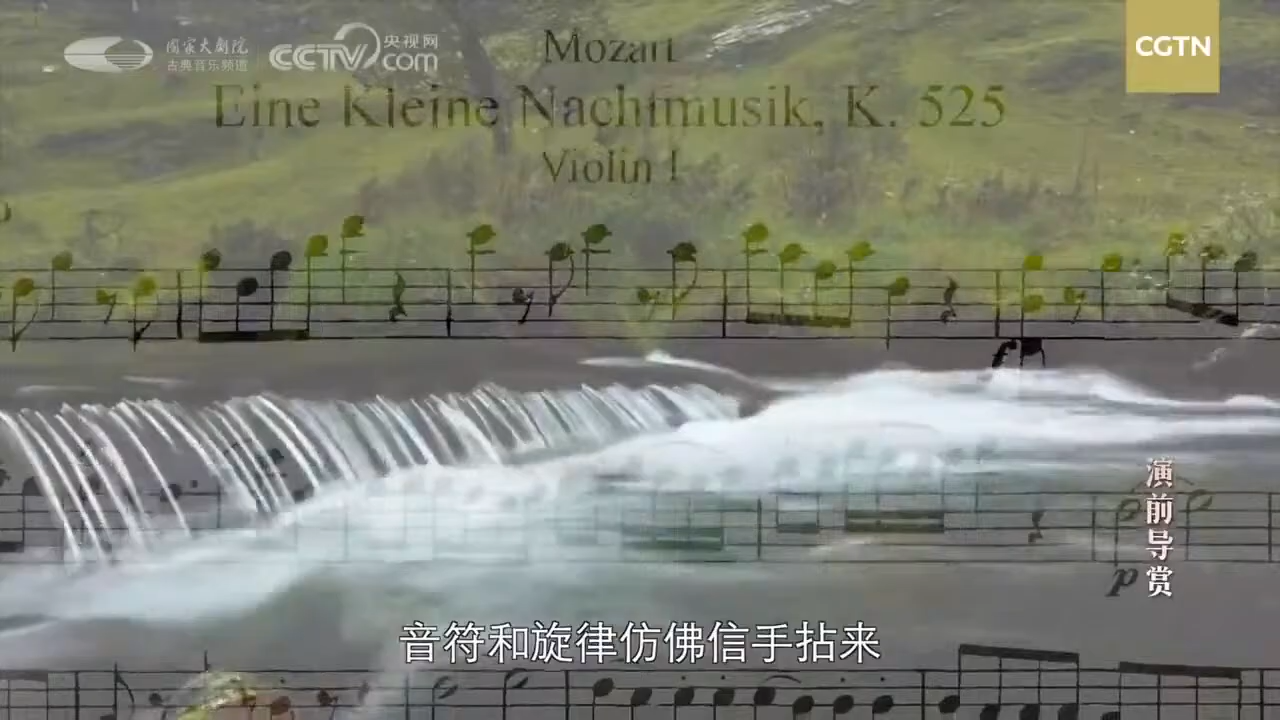 国家大剧院
古典音乐频道
CCTV 央视网
com
CGTN
Mozart
Eine Kleine Nachtmusik, K. 525
Violin I
演前导赏
p
音符和旋律仿佛信手拈来